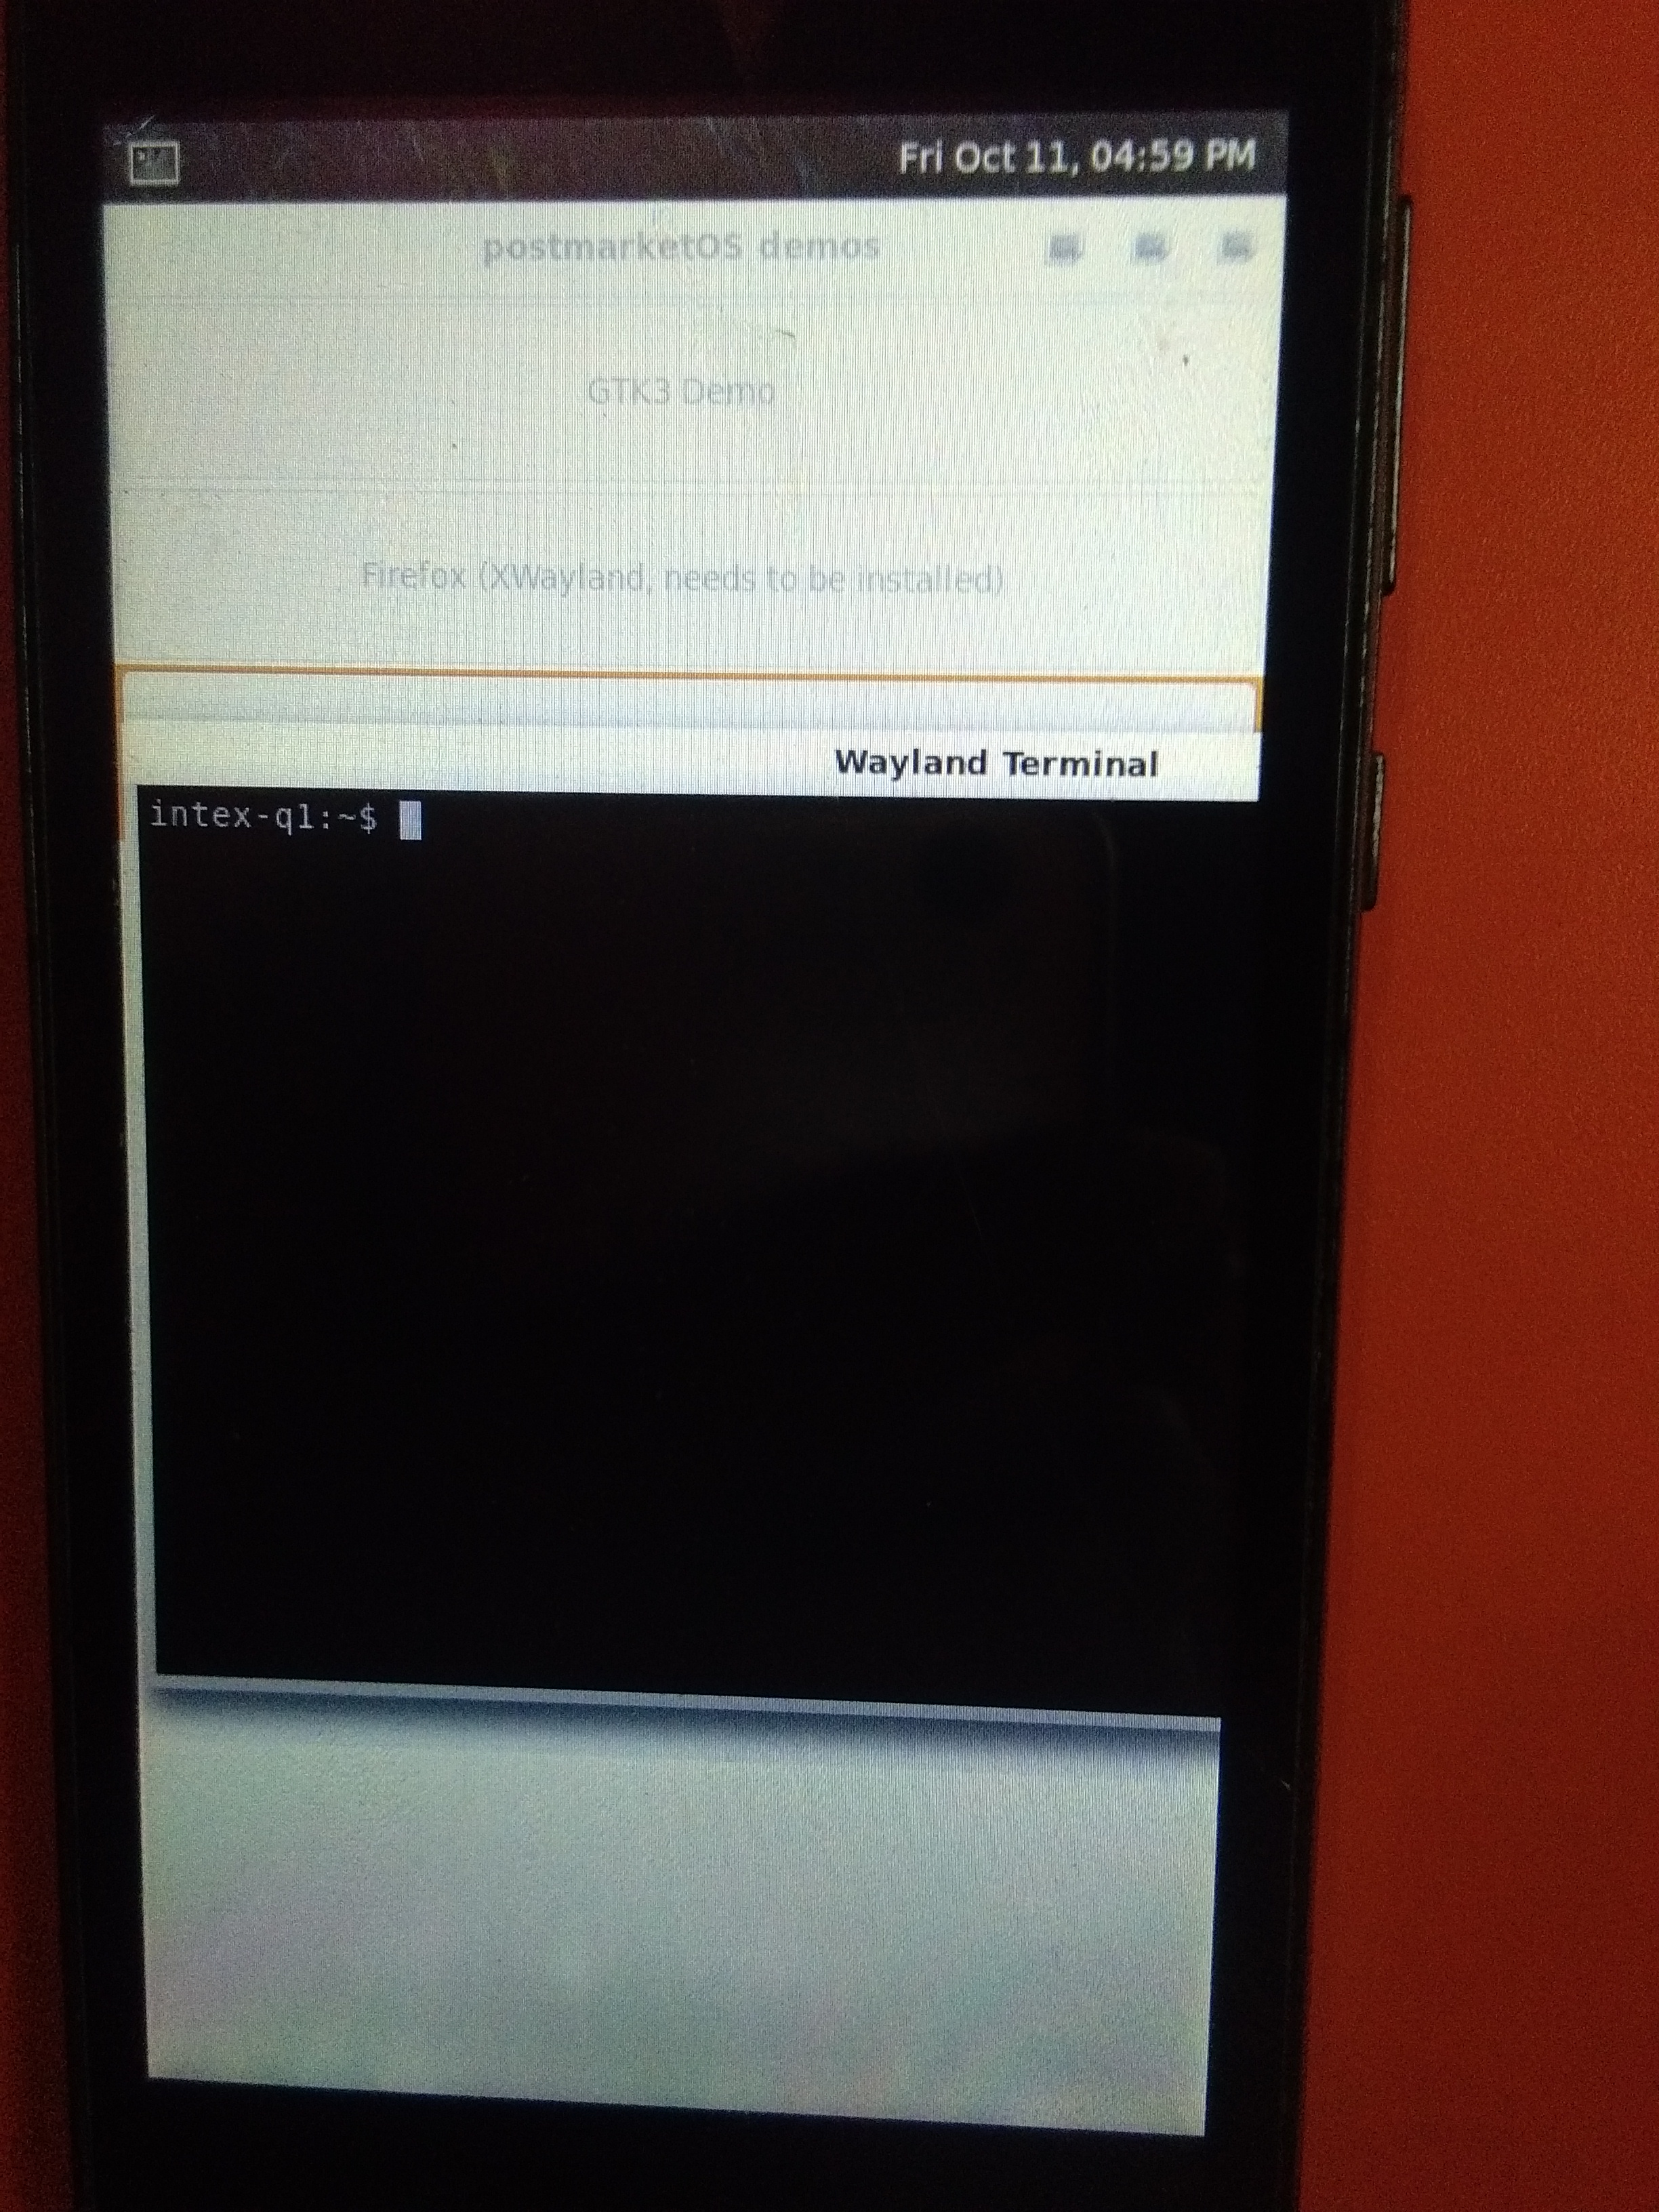 Fri Oct 11, 04:59 PM
postmarketOS demos
GTK3 Demo
Firefox (XWayland, needs to be installed)
Wayland Terminal
intex-q1:~$